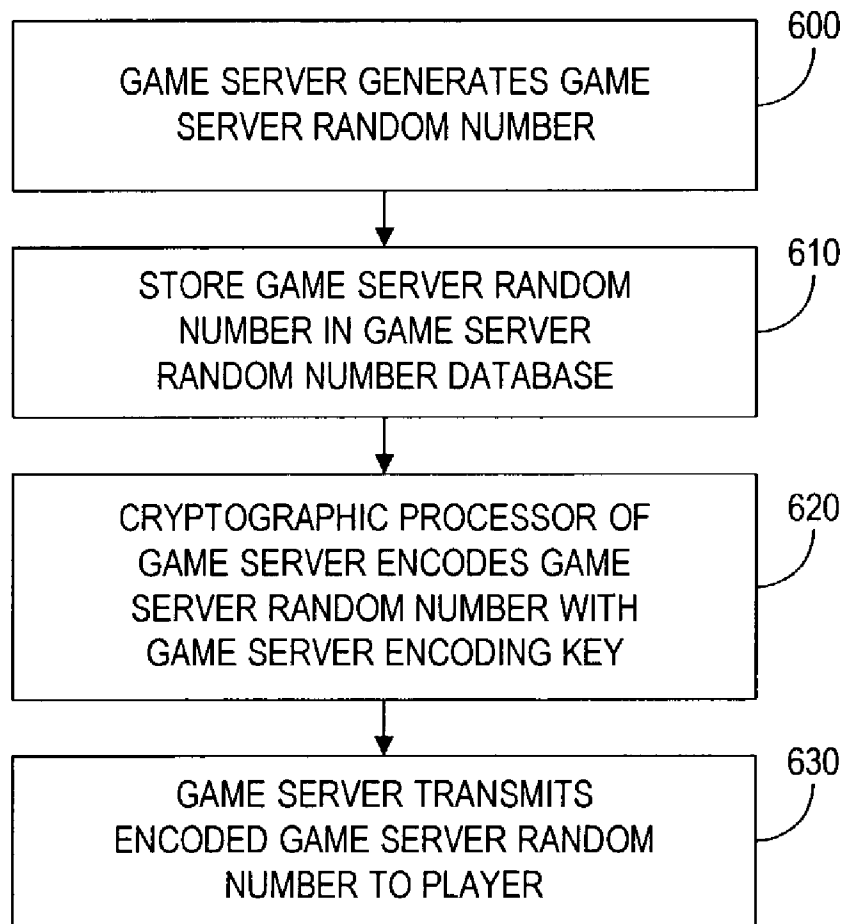 600
GAME SERVER GENERATES GAME
SERVER RANDOM NUMBER
610
STORE GAME SERVER RANDOM
NUMBER IN GAME SERVER
RANDOM NUMBER DATABASE
620
CRYPTOGRAPHIC PROCESSOR OF
GAME SERVER ENCODES GAME
SERVER RANDOM NUMBER WITH
GAME SERVER ENCODING KEY
630
GAME SERVER TRANSMITS
ENCODED GAME SERVER RANDOM
NUMBER TO PLAYER